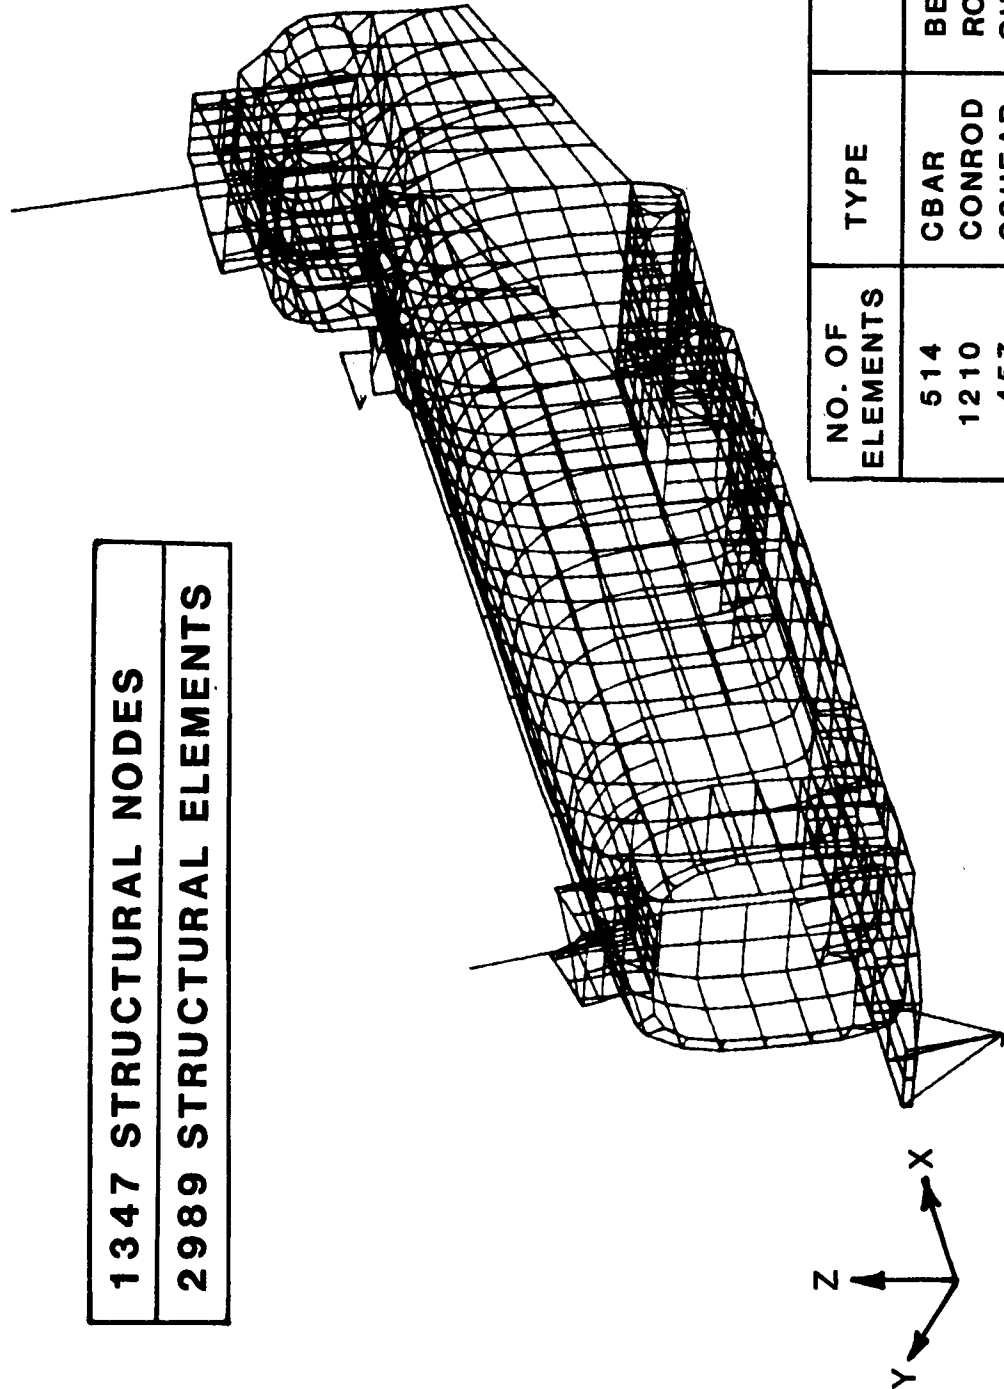 1347 STRUCTURAL NODES
2989 STRUCTURAL ELEMENTS
Z
X
Y
NO. OF ELEMENTS TYPE
514 CBAR
1210 CONROD